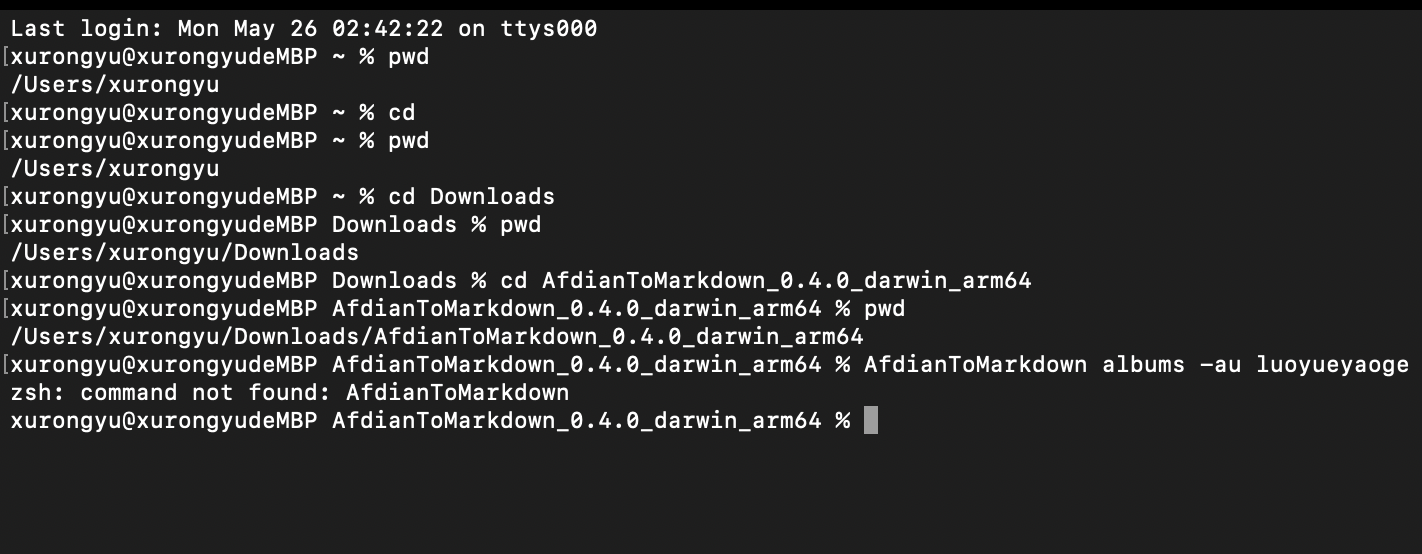 Last login: Mon May 26 02:42:22 on ttys000
[xurongyu@xurongyudeMBP ~ % pwd
/Users/xurongyu
[xurongyu@xurongyudeMBP ~ % cd
[xurongyu@xurongyudeMBP ~ % pwd
/Users/xurongyu
[xurongyu@xurongyudeMBP ~ % cd Downloads
[xurongyu@xurongyudeMBP Downloads % pwd
/Users/xurongyu/Downloads
[xurongyu@xurongyudeMBP Downloads % cd AfdianToMarkdown_0.4.0_darwin_arm64
[xurongyu@xurongyudeMBP AfdianToMarkdown_0.4.0_darwin_arm64 % pwd
/Users/xurongyu/Downloads/AfdianToMarkdown_0.4.0_darwin_arm64
[xurongyu@xurongyudeMBP AfdianToMarkdown_0.4.0_darwin_arm64 % AfdianToMarkdown albums -au luoyueyaoge
zsh: command not found: AfdianToMarkdown
xurongyu@xurongyudeMBP AfdianToMarkdown_0.4.0_darwin_arm64 %